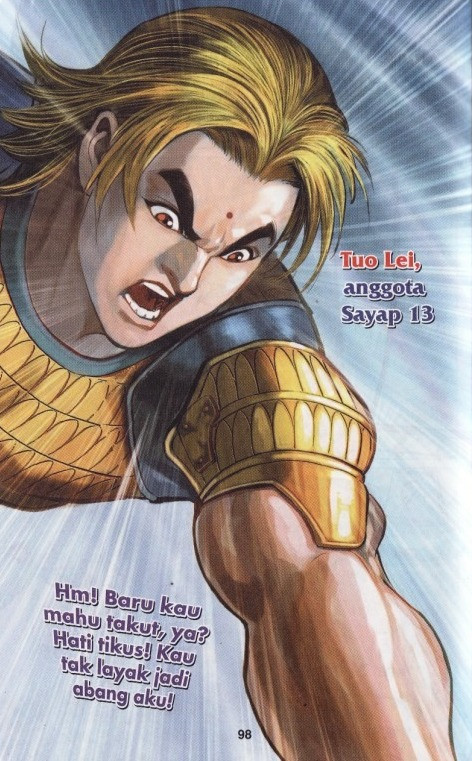 Tuo Lei,
anggota
Sayap 13
Hm! Baru kau
mahu takut, ya?
Hati tikus! Kau
tak layak jadi
abang aku!
98